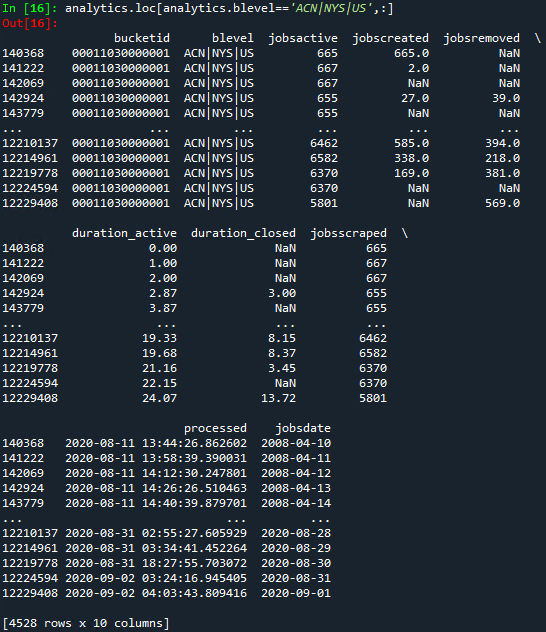 In [16]: analytics.loc[analytics.blevel=='ACN|NYS|US',:]
Out[16]:
bucketid blevel jobsactive jobscreated jobsremoved \
140368 00011030000001 ACN|NYS|US 665 665.0 NaN
141222 00011030000001 ACN|NYS|US 667 2.0 NaN
142069 00011030000001 ACN|NYS|US 667 NaN NaN
142924 00011030000001 ACN|NYS|US 655 27.0 39.0
143779 00011030000001 ACN|NYS|US 655 NaN NaN
... ... ... ... ... ...
12210137 00011030000001 ACN|NYS|US 6462 585.0 394.0
12214961 00011030000001 ACN|NYS|US 6582 338.0 218.0
12219778 00011030000001 ACN|NYS|US 6370 169.0 381.0
12224594 00011030000001 ACN|NYS|US 6370 NaN NaN
12229408 00011030000001 ACN|NYS|US 5801 NaN 569.0
duration_active duration_closed jobsscraped \
140368 0.00 NaN 665
141222 1.00 NaN 667
142069 2.00 NaN 667
142924 2.87 3.00 655
143779 3.87 NaN 655
... ... ... ...
12210137 19.33 8.15 6462
12214961 19.68 8.37 6582
12219778 21.16 3.45 6370
12224594 22.15 NaN 6370
12229408 24.07 13.72 5801
processed jobsdate
140368 2020-08-11 13:44:26.862602 2008-04-10
141222 2020-08-11 13:58:39.390031 2008-04-11
142069 2020-08-11 14:12:30.247801 2008-04-12
142924 2020-08-11 14:26:26.510463 2008-04-13
143779 2020-08-11 14:40:39.879701 2008-04-14
... ... ...
12210137 2020-08-31 02:55:27.605929 2020-08-28
12214961 2020-08-31 03:34:41.452264 2020-08-29
12219778 2020-08-31 18:27:55.703072 2020-08-30
12224594 2020-09-02 03:24:16.945405 2020-08-31
12229408 2020-09-02 04:03:43.809416 2020-09-01
[4528 rows x 10 columns]